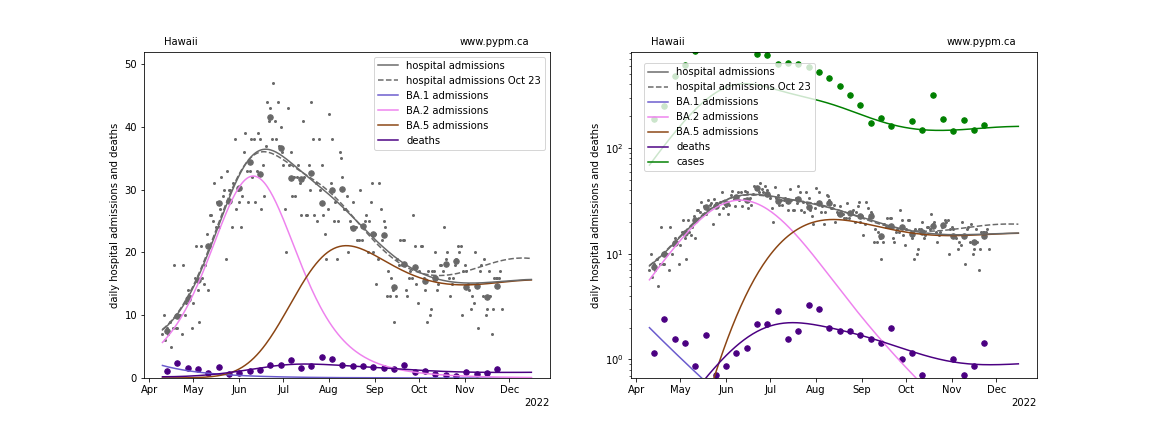 Hawaii
www.pypm.ca
daily hospital admissions and deaths
50
40
30
20
10
0
hospital admissions
hospital admissions Oct 23
BA.1 admissions
BA.2 admissions
BA.5 admissions
deaths
Apr
May
Jun
Jul
Aug
Sep
Oct
Nov
Dec
2022
Hawaii
www.pypm.ca
daily hospital admissions and deaths
10²
10¹
10⁰
hospital admissions
hospital admissions Oct 23
BA.1 admissions
BA.2 admissions
BA.5 admissions
deaths
cases
Apr
May
Jun
Jul
Aug
Sep
Oct
Nov
Dec
2022